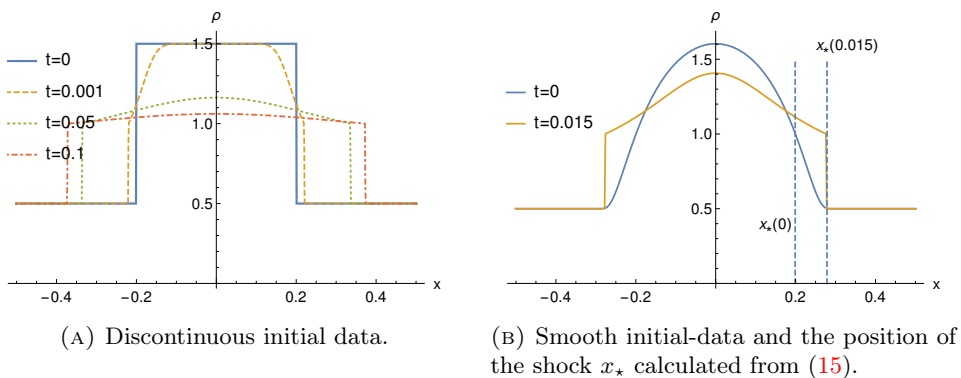 ρ
t=0
t=0.001
t=0.05
t=0.1
1.5
1.0
0.5
−0.4 −0.2 0.2 0.4 x
(A) Discontinuous initial data.
ρ
x⋆(0.015)
t=0
t=0.015
1.5
1.0
0.5
x⋆(0)
−0.4 −0.2 0.2 0.4 x
(B) Smooth initial-data and the position of
the shock x⋆ calculated from (15).